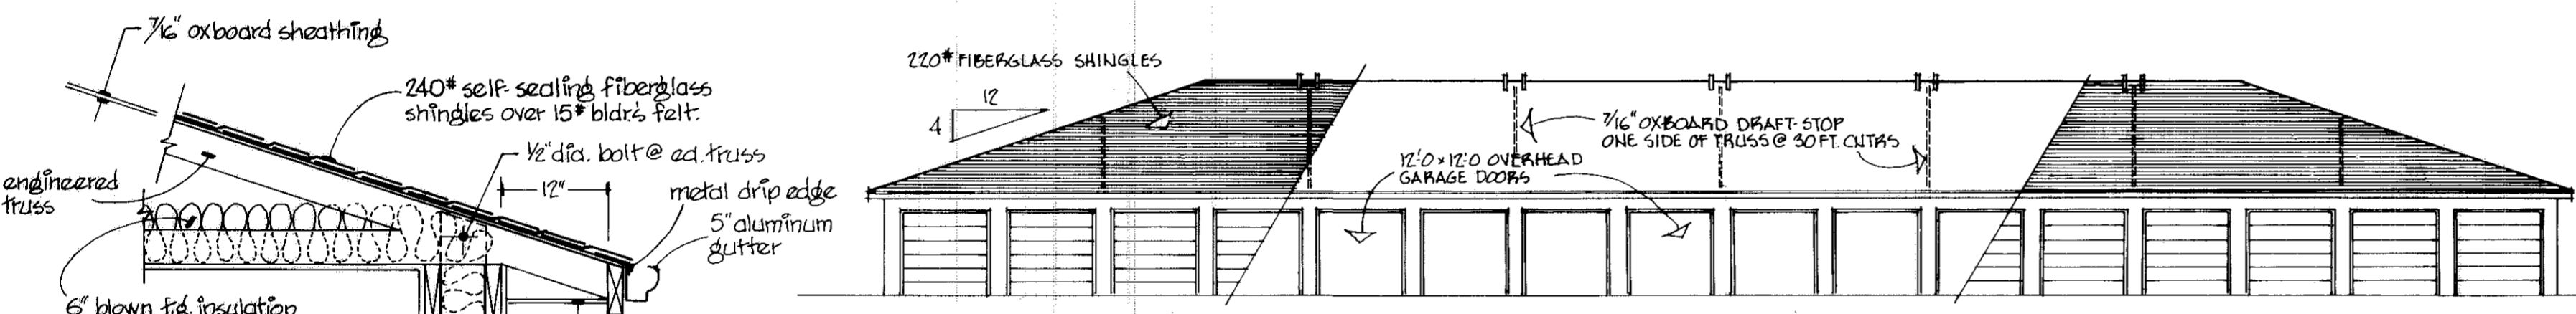 7/16" oxboard sheathing
240# self-sealing fiberglass
shingles over 15# bldr's felt.
1/2" dia. bolt @ ea. truss
12"
engineered
truss
metal drip edge
5" aluminum
gutter
6" blown f.g. insulation
220# FIBERGLASS SHINGLES
12
4
7/16" OXBOARD DRAFT-STOP
ONE SIDE OF TRUSS @ 30 FT. CNTRS
12'0 x 12'0 OVERHEAD
GARAGE DOORS